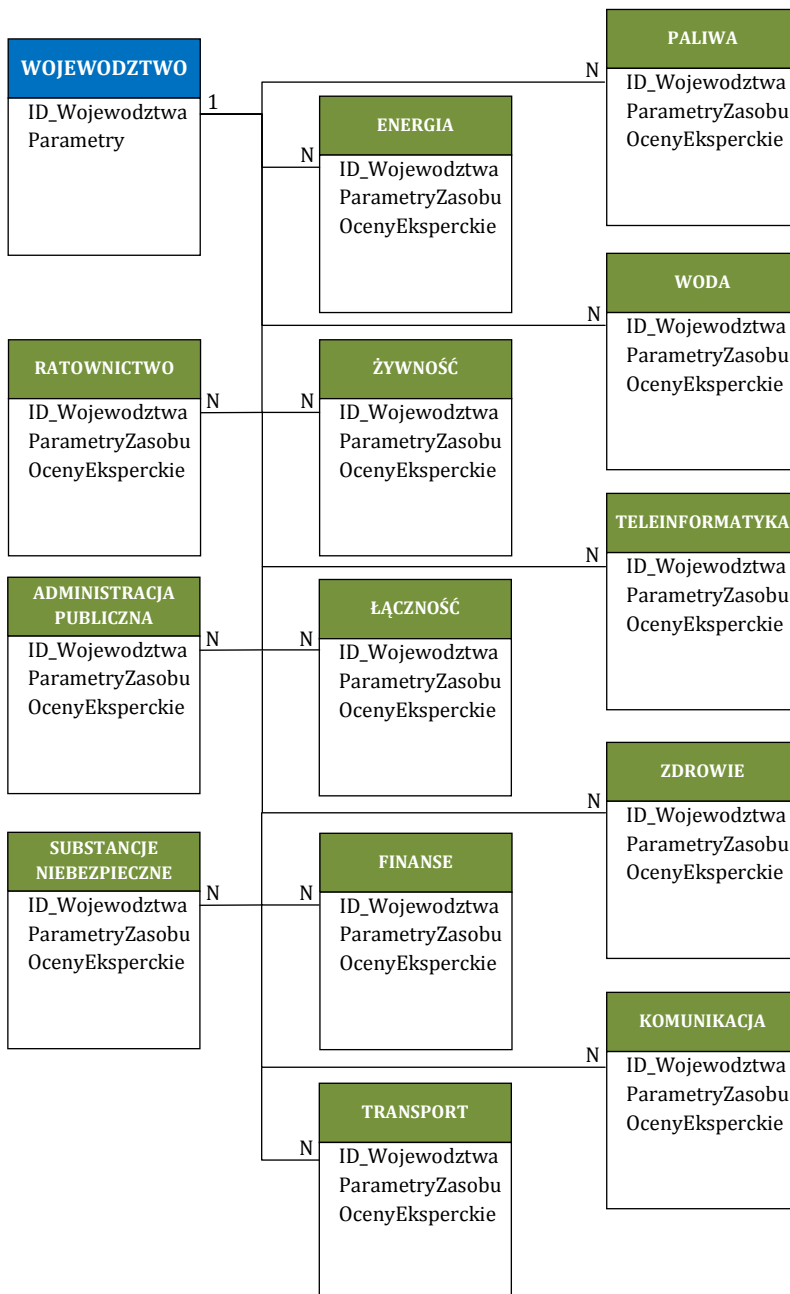 WOJEWODZTWO
ID_Wojewodztwa
Parametry
1
N
ENERGIA
ID_Wojewodztwa
ParametryZasobu
OcenyEksperckie
N
PALIWA
ID_Wojewodztwa
ParametryZasobu
OcenyEksperckie
N
WODA
ID_Wojewodztwa
ParametryZasobu
OcenyEksperckie
RATOWNICTWO
ID_Wojewodztwa
ParametryZasobu
OcenyEksperckie
N
N
ŻYWNOŚĆ
ID_Wojewodztwa
ParametryZasobu
OcenyEksperckie
N
TELEINFORMATYKA
ID_Wojewodztwa
ParametryZasobu
OcenyEksperckie
ADMINISTRACJA
PUBLICZNA
ID_Wojewodztwa
ParametryZasobu
OcenyEksperckie
N
N
ŁĄCZNOŚĆ
ID_Wojewodztwa
ParametryZasobu
OcenyEksperckie
N
ZDROWIE
ID_Wojewodztwa
ParametryZasobu
OcenyEksperckie
SUBSTANCJE
NIEBEZPIECZNE
ID_Wojewodztwa
ParametryZasobu
OcenyEksperckie
N
N
FINANSE
ID_Wojewodztwa
ParametryZasobu
OcenyEksperckie
N
KOMUNIKACJA
ID_Wojewodztwa
ParametryZasobu
OcenyEksperckie
N
TRANSPORT
ID_Wojewodztwa
ParametryZasobu
OcenyEksperckie